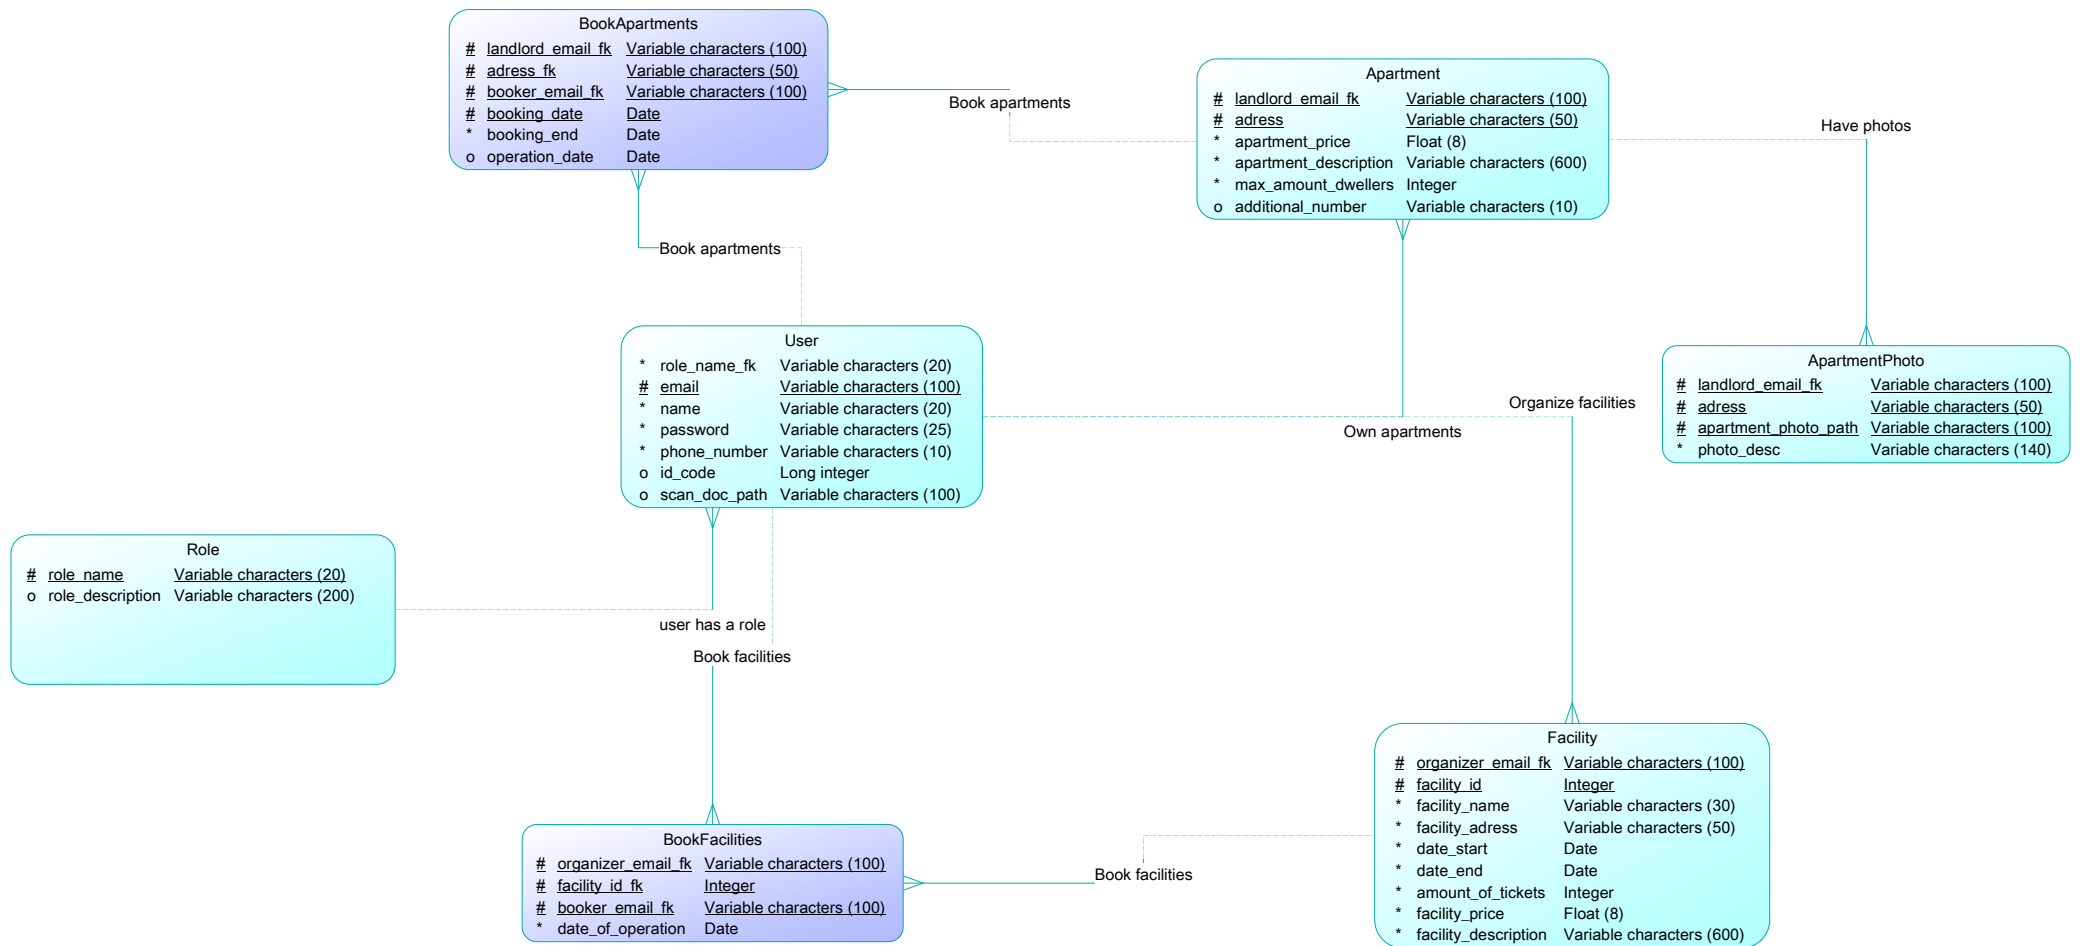 BookApartments
# landlord_email_fk Variable characters (100)
# adress_fk Variable characters (50)
# booker_email_fk Variable characters (100)
# booking_date Date
* booking_end Date
o operation_date Date
Apartment
# landlord_email_fk Variable characters (100)
# adress Variable characters (50)
* apartment_price Float (8)
* apartment_description Variable characters (600)
* max_amount_dwellers Integer
o additional_number Variable characters (10)
Book apartments
Have photos
Book apartments
User
* role_name_fk Variable characters (20)
# email Variable characters (100)
* name Variable characters (20)
* password Variable characters (25)
* phone_number Variable characters (10)
o id_code Long integer
o scan_doc_path Variable characters (100)
ApartmentPhoto
# landlord_email_fk Variable characters (100)
# adress Variable characters (50)
# apartment_photo_path Variable characters (100)
* photo_desc Variable characters (140)
Organize facilities
Own apartments
Role
# role_name Variable characters (20)
o role_description Variable characters (200)
user has a role
Book facilities
Facility
# organizer_email_fk Variable characters (100)
# facility_id Integer
* facility_name Variable characters (30)
* facility_adress Variable characters (50)
* date_start Date
* date_end Date
* amount_of_tickets Integer
* facility_price Float (8)
* facility_description Variable characters (600)
BookFacilities
# organizer_email_fk Variable characters (100)
# facility_id_fk Integer
# booker_email_fk Variable characters (100)
* date_of_operation Date
Book facilities